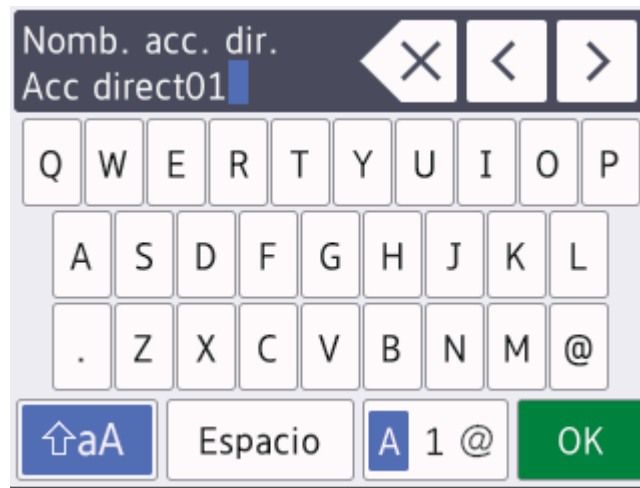 Nomb. acc. dir.
Acc direct01
Q W E R T Y U I O P
A S D F G H J K L
. Z X C V B N M @
aA Espacio A 1 @ OK